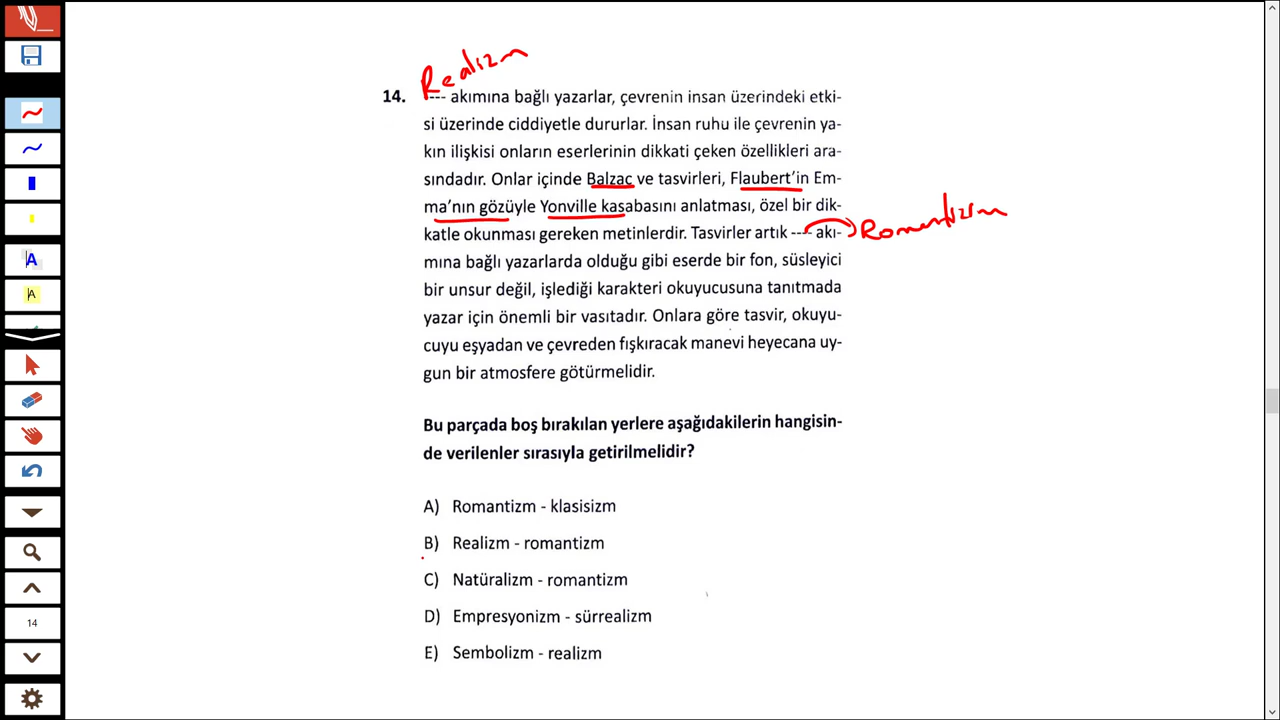 Realizm
14. ---- akımına bağlı yazarlar, çevrenin insan üzerindeki etki-
si üzerinde ciddiyetle dururlar. İnsan ruhu ile çevrenin ya-
kın ilişkisi onların eserlerinin dikkati çeken özellikleri ara-
sındadır. Onlar içinde Balzac ve tasvirleri, Flaubert'in Em-
ma'nın gözüyle Yonville kasabasını anlatması, özel bir dik-
katle okunması gereken metinlerdir. Tasvirler artık ---- akı-
Romantizm
mına bağlı yazarlarda olduğu gibi eserde bir fon, süsleyici
bir unsur değil, işlediği karakteri okuyucusuna tanıtmada
yazar için önemli bir vasıtadır. Onlara göre tasvir, okuyu-
cuyu eşyadan ve çevreden fışkıracak manevi heyecana uy-
gun bir atmosfere götürmelidir.
Bu parçada boş bırakılan yerlere aşağıdakilerin hangisin-
de verilenler sırasıyla getirilmelidir?
A) Romantizm - klasisizm
B) Realizm - romantizm
C) Natüralizm - romantizm
D) Empresyonizm - sürrealizm
E) Sembolizm - realizm
A
A
14